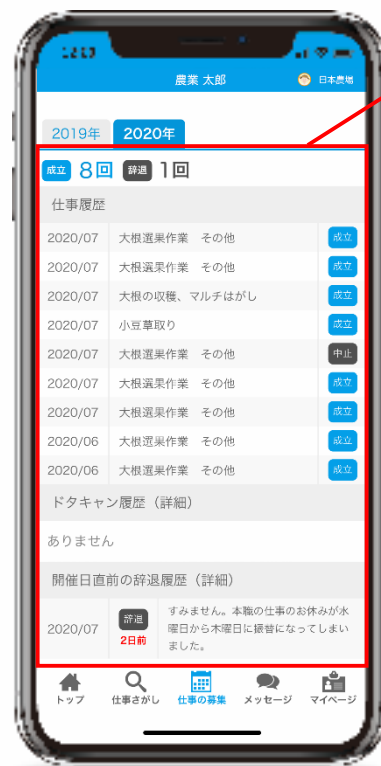 農業 太郎 日本農場
2019年 2020年
成立 8回 辞退 1回
仕事履歴
2020/07 大根選果作業 その他 成立
2020/07 大根選果作業 その他 成立
2020/07 大根の収穫、マルチはがし 成立
2020/07 小豆草取り 成立
2020/07 大根選果作業 その他 中止
2020/07 大根選果作業 その他 成立
2020/07 大根選果作業 その他 成立
2020/06 大根選果作業 その他 成立
2020/06 大根選果作業 その他 成立
ドタキャン履歴（詳細）
ありません
開催日直前の辞退履歴（詳細）
2020/07 辞退 2日前
すみません。本職の仕事のお休みが水
曜日から木曜日に振替になってしまい
ました。
トップ 仕事さがし 仕事の募集 メッセージ マイページ